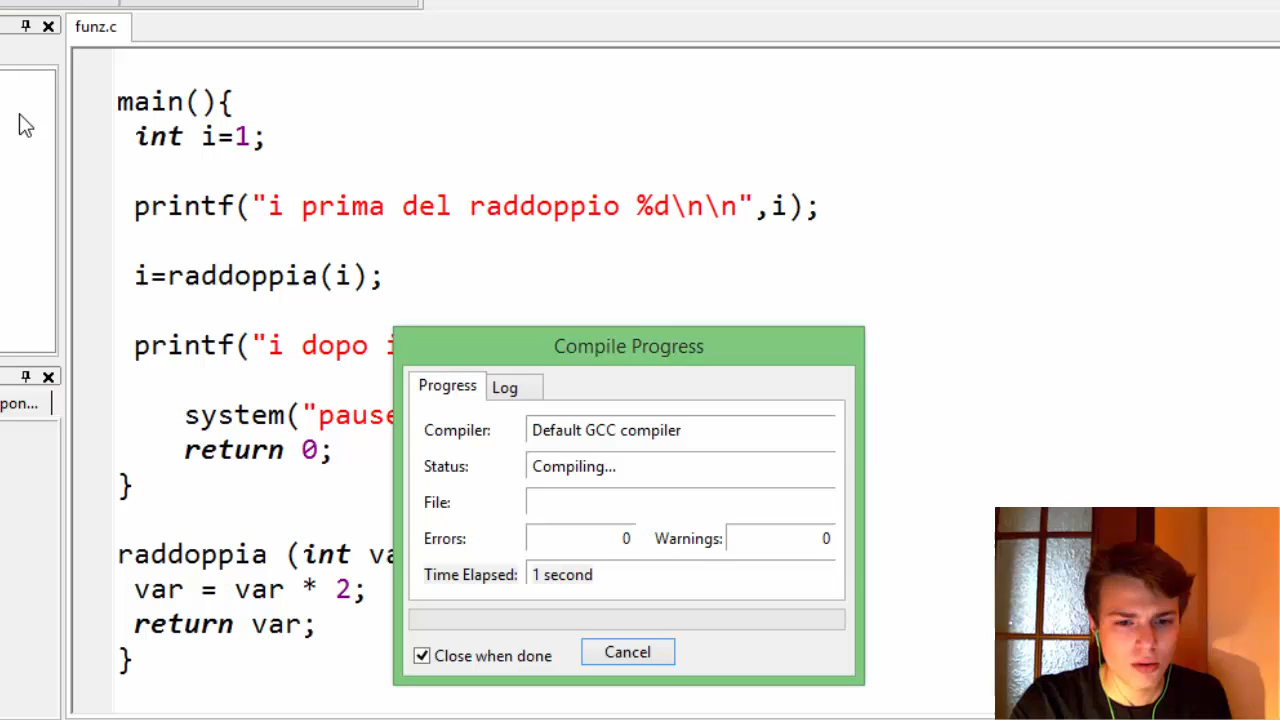 funz.c
main(){
int i=1;
printf("i prima del raddoppio %d\n\n",i);
i=raddoppia(i);
printf("i dopo
system("pause
return 0;
}
raddoppia (int va
var = var * 2;
return var;
}
pon...
Compile Progress
Progress
Log
Compiler:
Default GCC compiler
Status:
Compiling...
File:
Errors:
0
Warnings:
0
Time Elapsed:
1 second
Close when done
Cancel